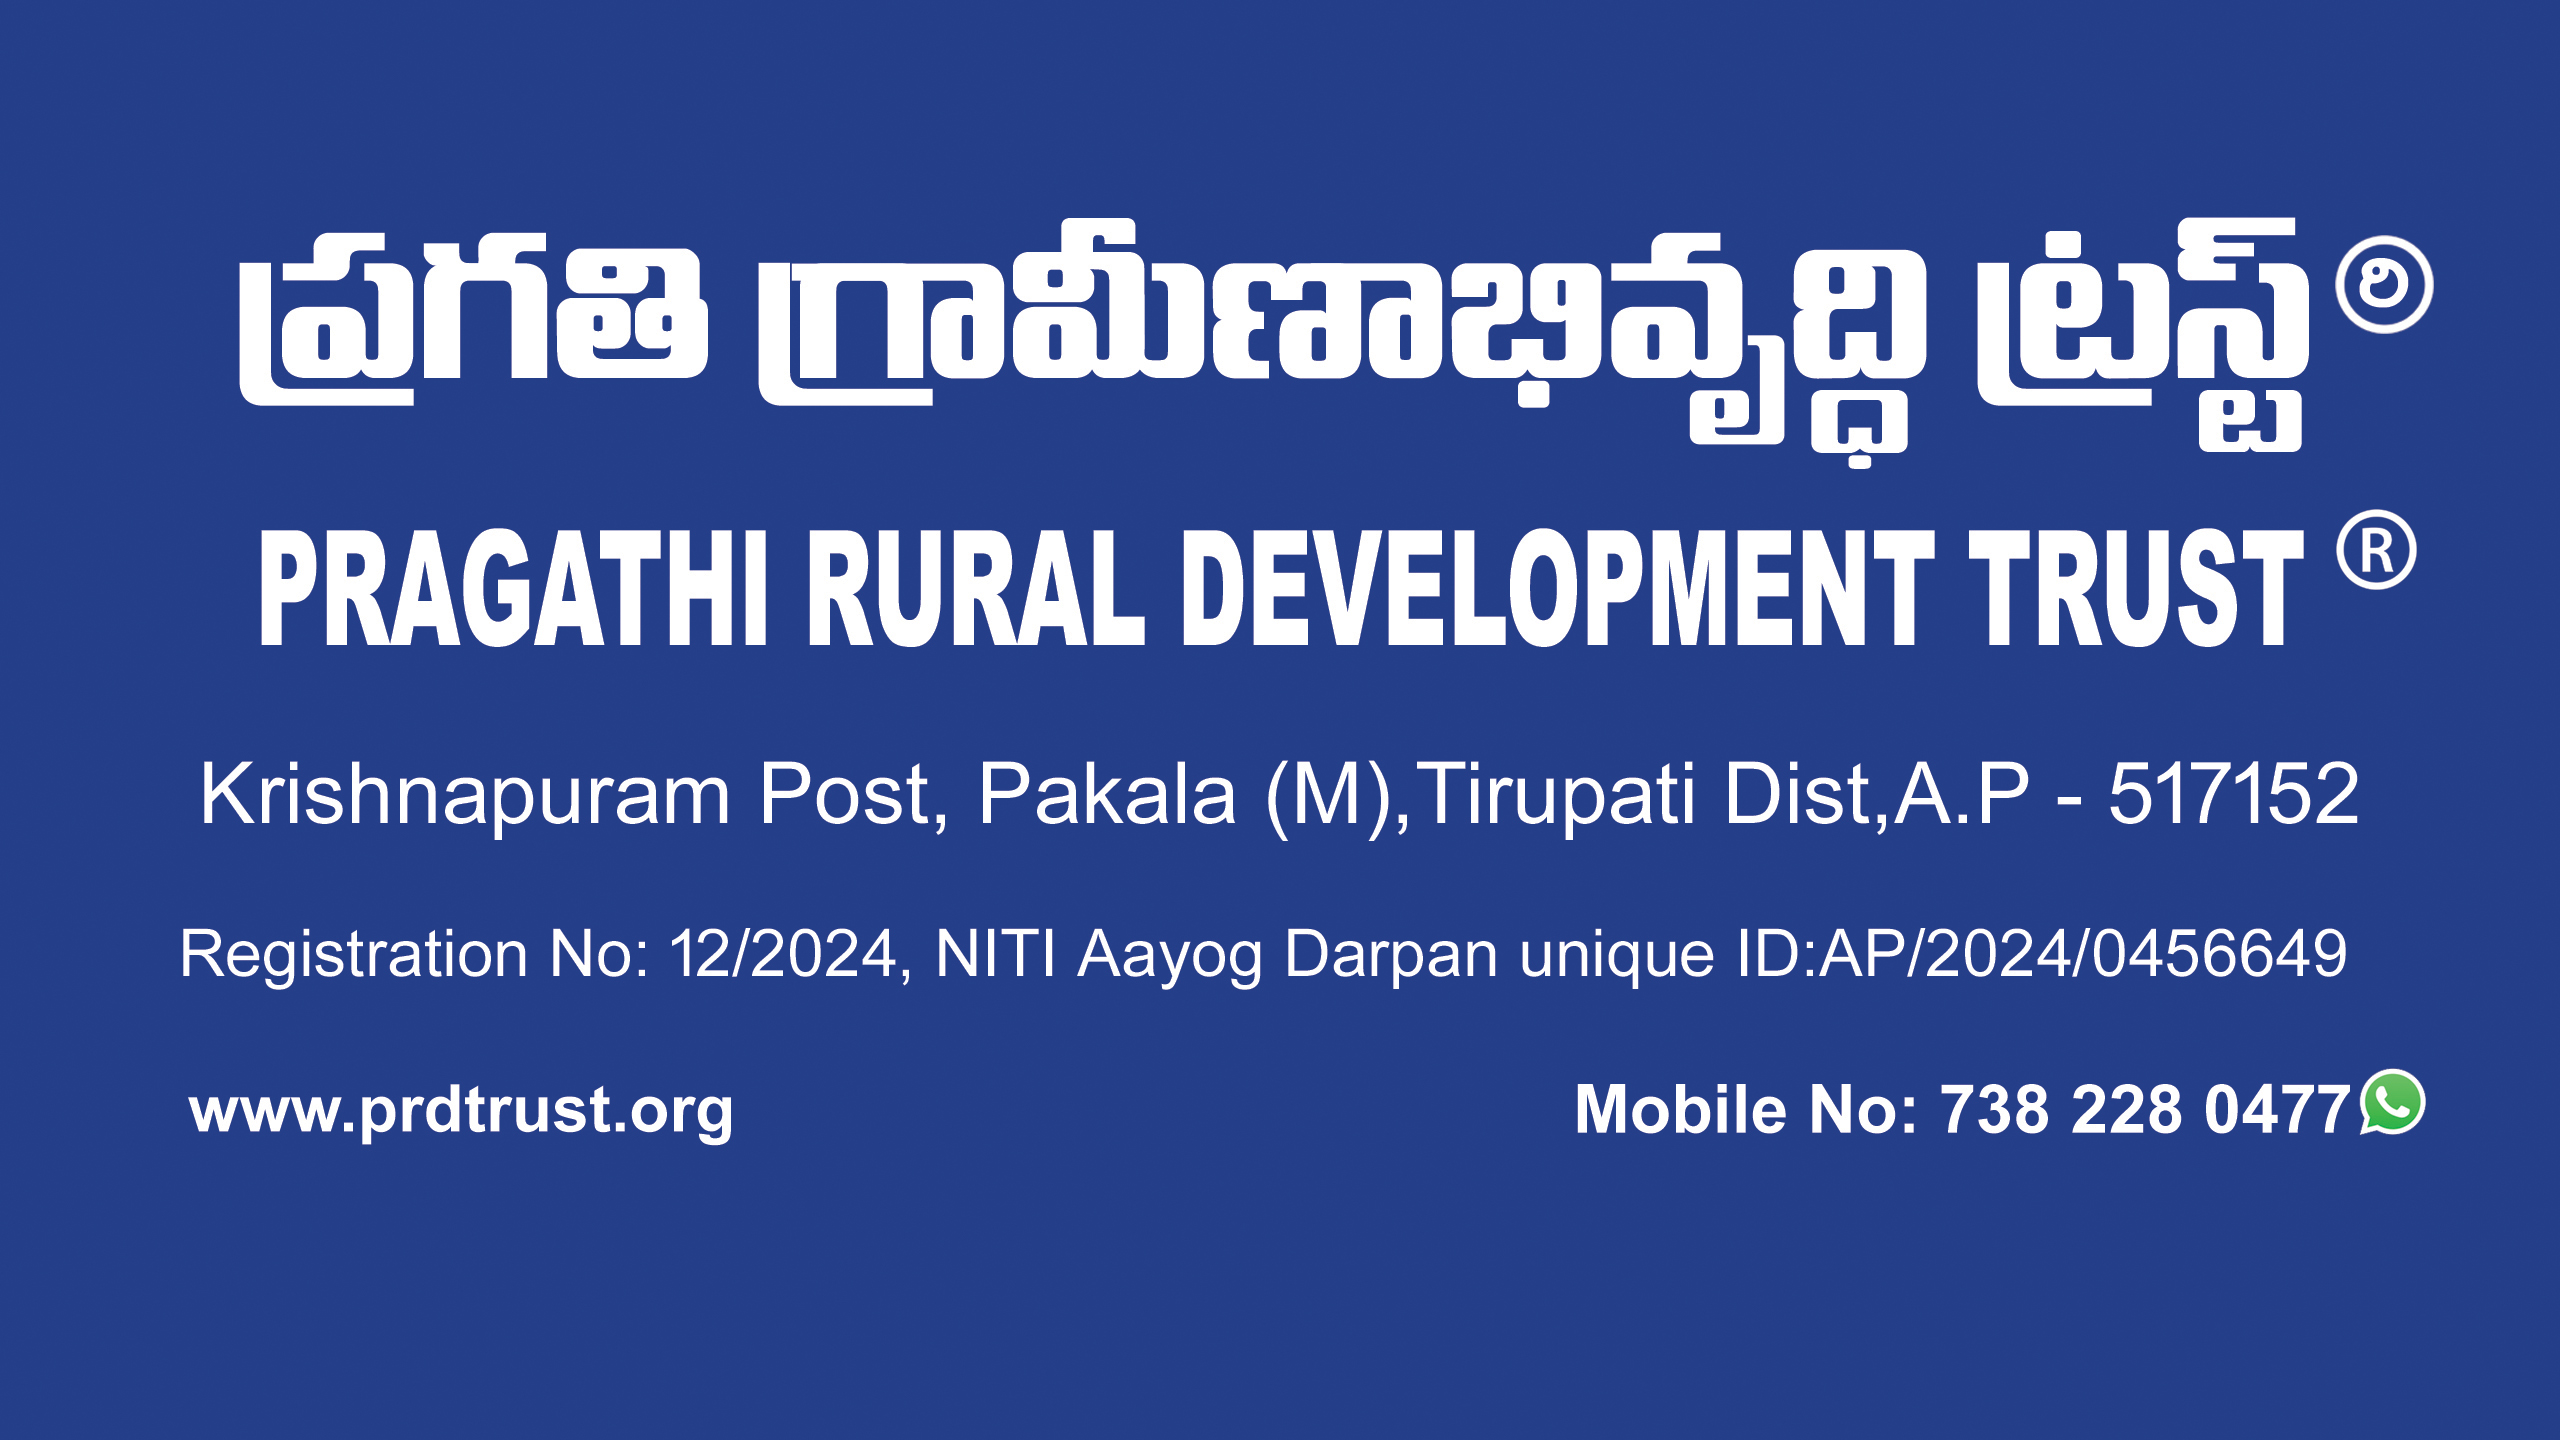 ప్రగతి గ్రామీణాభివృద్ధి ట్రస్ట్ ®
PRAGATHI RURAL DEVELOPMENT TRUST ®
Krishnapuram Post, Pakala (M),Tirupati Dist,A.P - 517152
Registration No: 12/2024, NITI Aayog Darpan unique ID:AP/2024/0456649
www.prdtrust.org
Mobile No: 738 228 0477